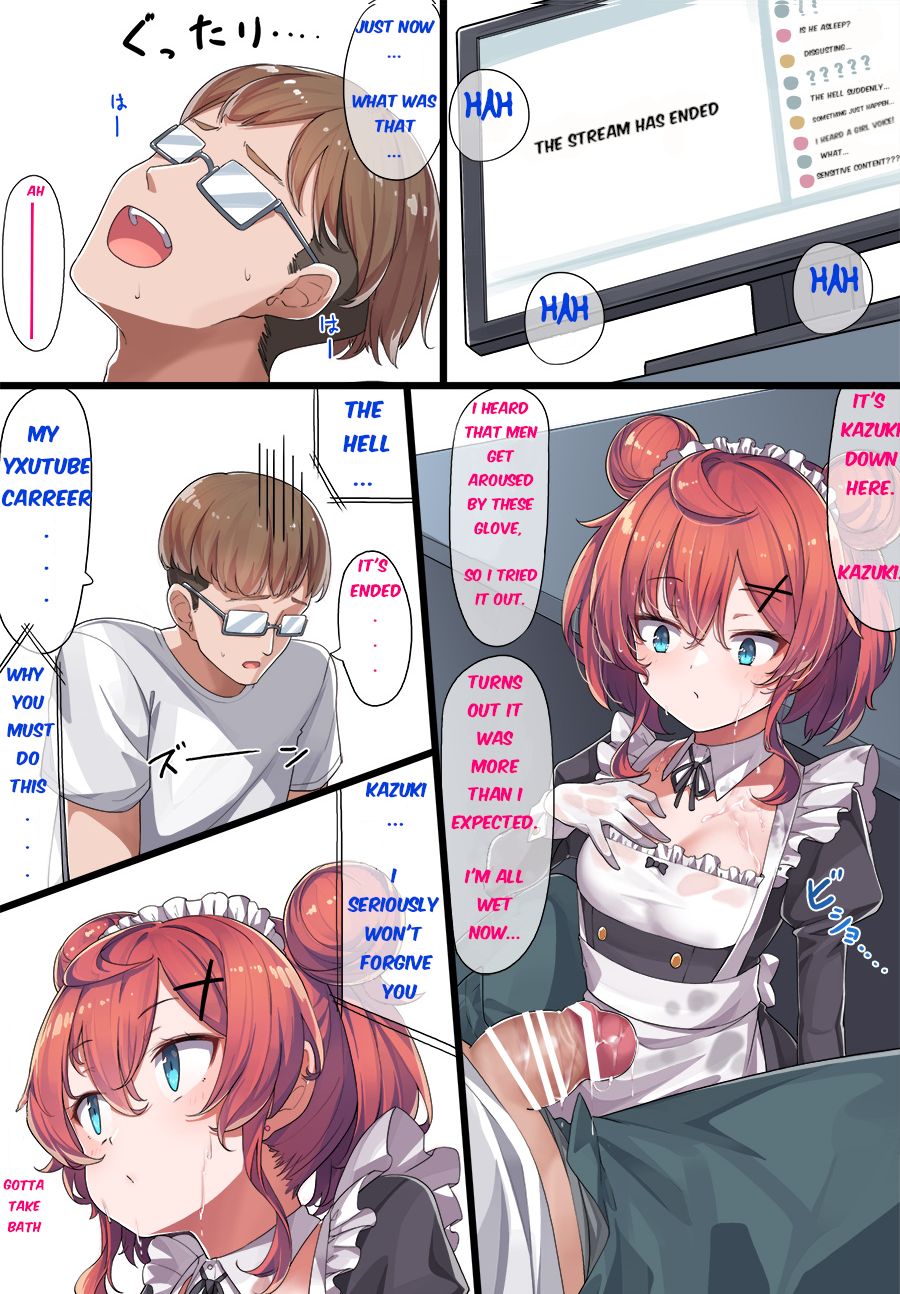 ? ?
IS HE ASLEEP?
DISGUSTING...
? ? ? ? ?
THE HELL SUDDENLY...
SOMETHING JUST HAPPEN...
I HEARD A GIRL VOICE!
WHAT...
SENSITIVE CONTENT???
THE STREAM HAS ENDED
HAH
HAH
HAH
JUST NOW
...
WHAT WAS
THAT
...
ぐったり....
はー
はー
AH
IT'S
KAZUKI
DOWN
HERE.
KAZUKI.
I HEARD
THAT MEN
GET
AROUSED
BY THESE
GLOVE,
SO I TRIED
IT OUT.
TURNS
OUT IT
WAS
MORE
THAN I
EXPECTED.
I'M ALL
WET
NOW...
ビショ....
THE
HELL
...
IT'S
ENDED
. . . .
MY
YXUTUBE
CARREER
. . . .
ズーーン
WHY
YOU
MUST
DO
THIS
. . . .
KAZUKI
...
I
SERIOUSLY
WON'T
FORGIVE
YOU
GOTTA
TAKE
BATH